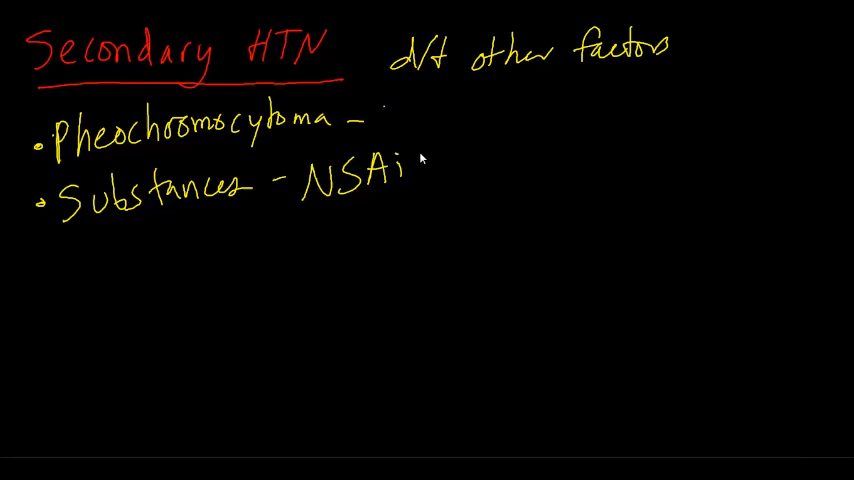 Secondary HTN d/t other factors
• Pheochromocytoma -
• Substances - NSAi